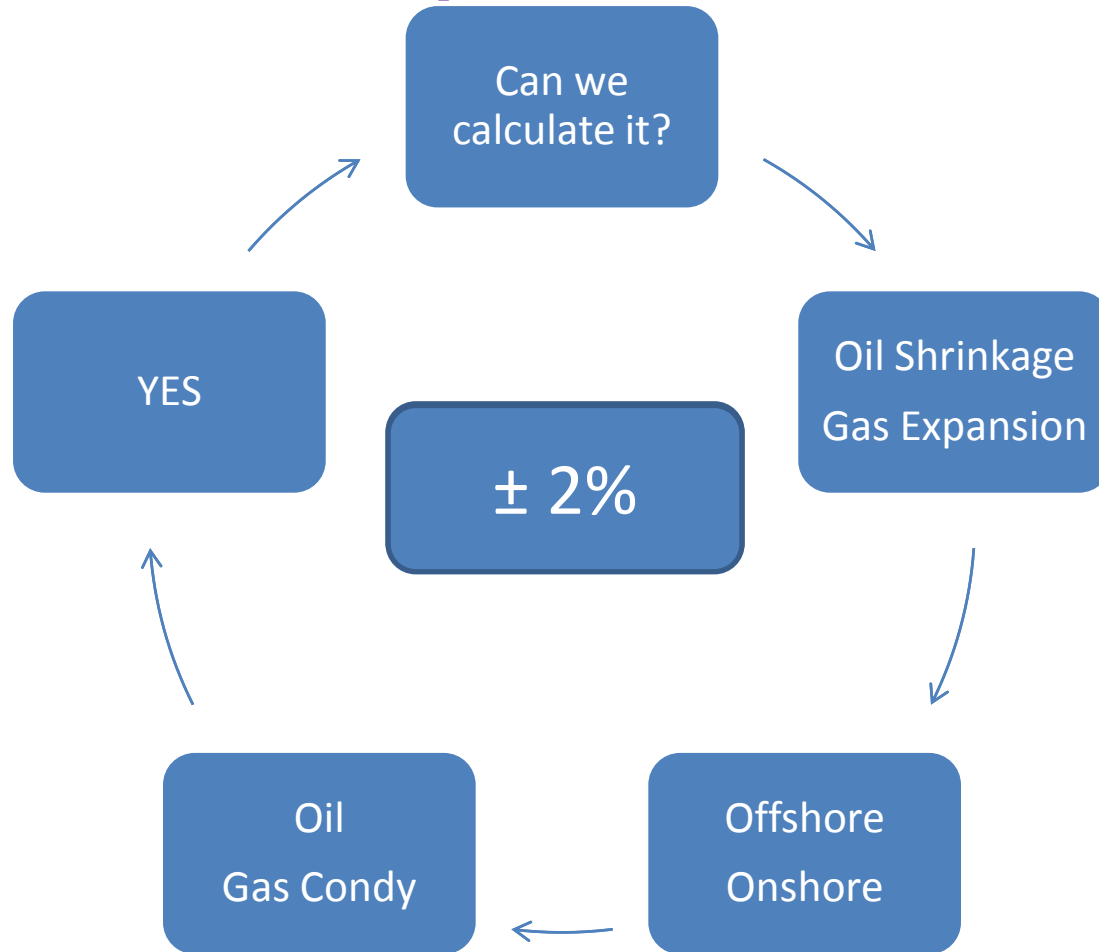 Can we
calculate it?
Oil Shrinkage
Gas Expansion
Offshore
Onshore
Oil
Gas Condy
YES
± 2%